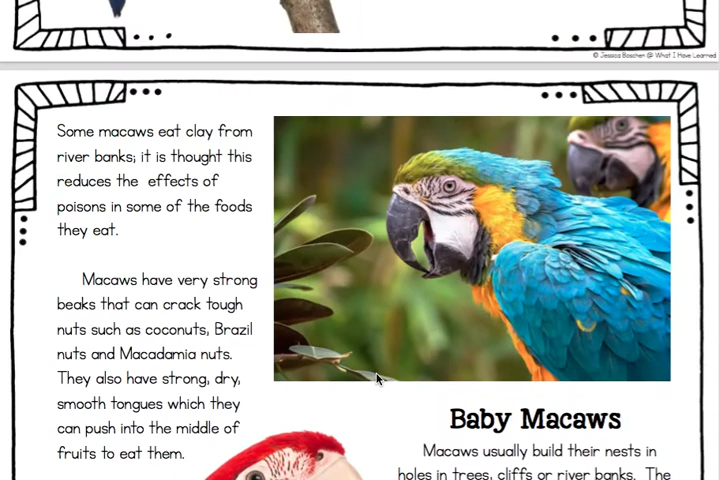 © Jessica Boschen @ What I Have Learned
Some macaws eat clay from
river banks; it is thought this
reduces the effects of
poisons in some of the foods
they eat.
Macaws have very strong
beaks that can crack tough
nuts such as coconuts, Brazil
nuts and Macadamia nuts.
They also have strong, dry,
smooth tongues which they
can push into the middle of
fruits to eat them.
Baby Macaws
Macaws usually build their nests in
holes in trees, cliffs or river banks. The